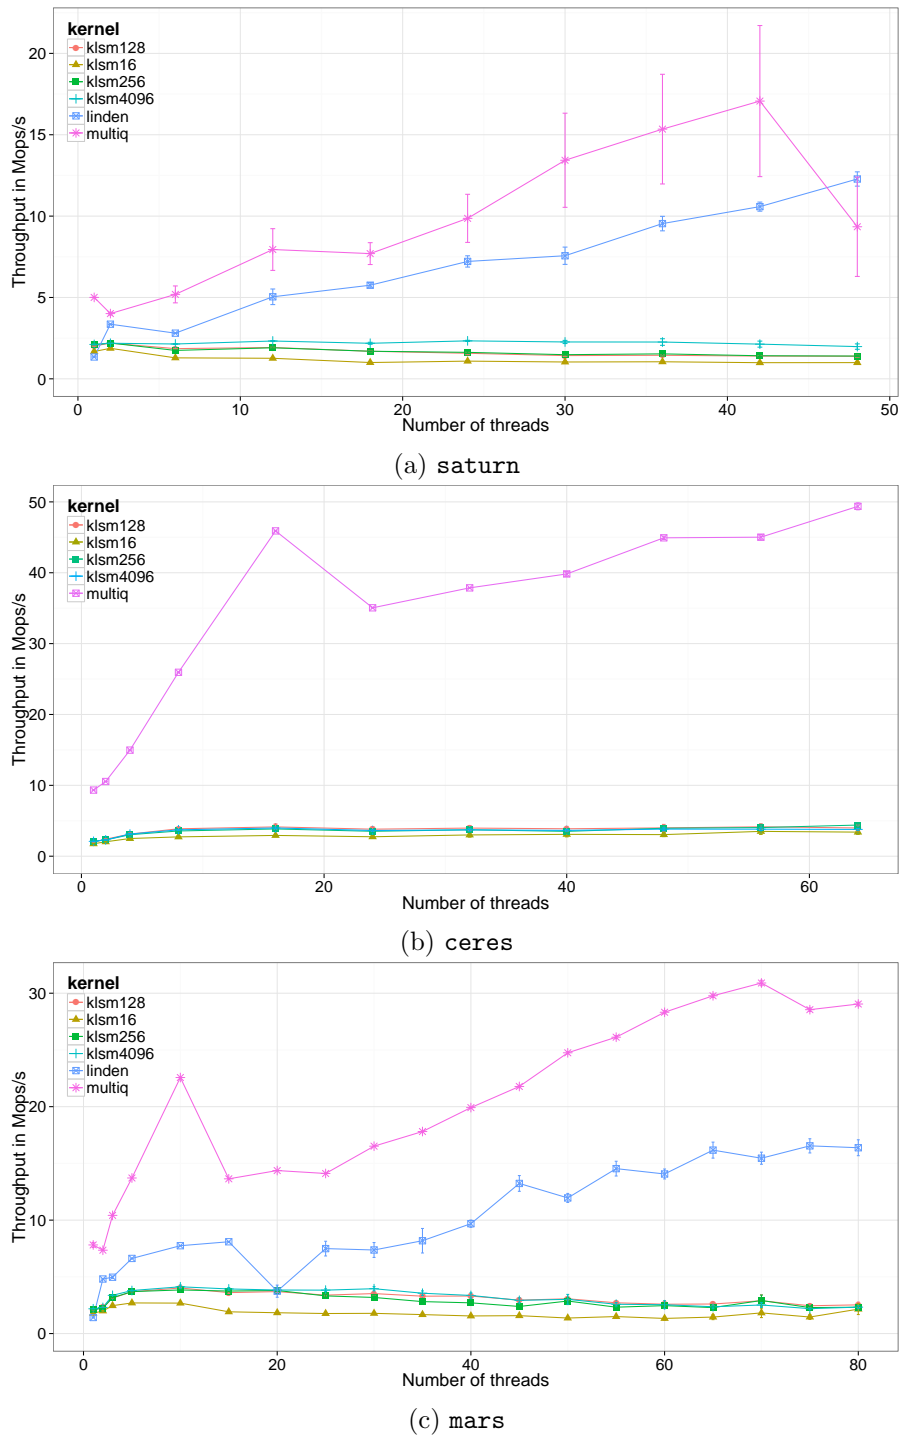 kernel
klsm128
klsm16
klsm256
klsm4096
linden
multiq
Throughput in Mops/s
20
15
10
5
0
0 10 20 30 40 50
Number of threads
(a) saturn
kernel
klsm128
klsm16
klsm256
klsm4096
multiq
Throughput in Mops/s
50
40
30
20
10
0
0 20 40 60
Number of threads
(b) ceres
kernel
klsm128
klsm16
klsm256
klsm4096
linden
multiq
Throughput in Mops/s
30
20
10
0
0 20 40 60 80
Number of threads
(c) mars